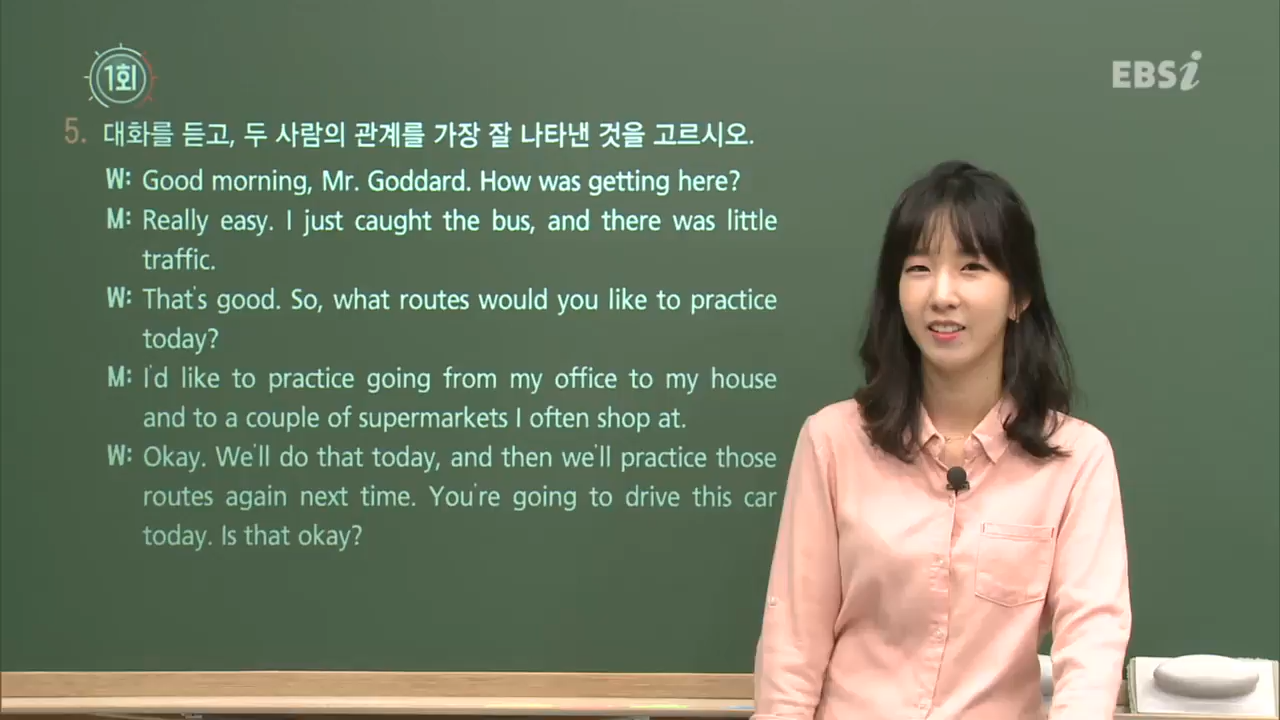 1회
EBSi
5. 대화를 듣고, 두 사람의 관계를 가장 잘 나타낸 것을 고르시오.
W: Good morning, Mr. Goddard. How was getting here?
M: Really easy. I just caught the bus, and there was little
traffic.
W: That's good. So, what routes would you like to practice
today?
M: I'd like to practice going from my office to my house
and to a couple of supermarkets I often shop at.
W: Okay. We'll do that today, and then we'll practice those
routes again next time. You're going to drive this car
today. Is that okay?